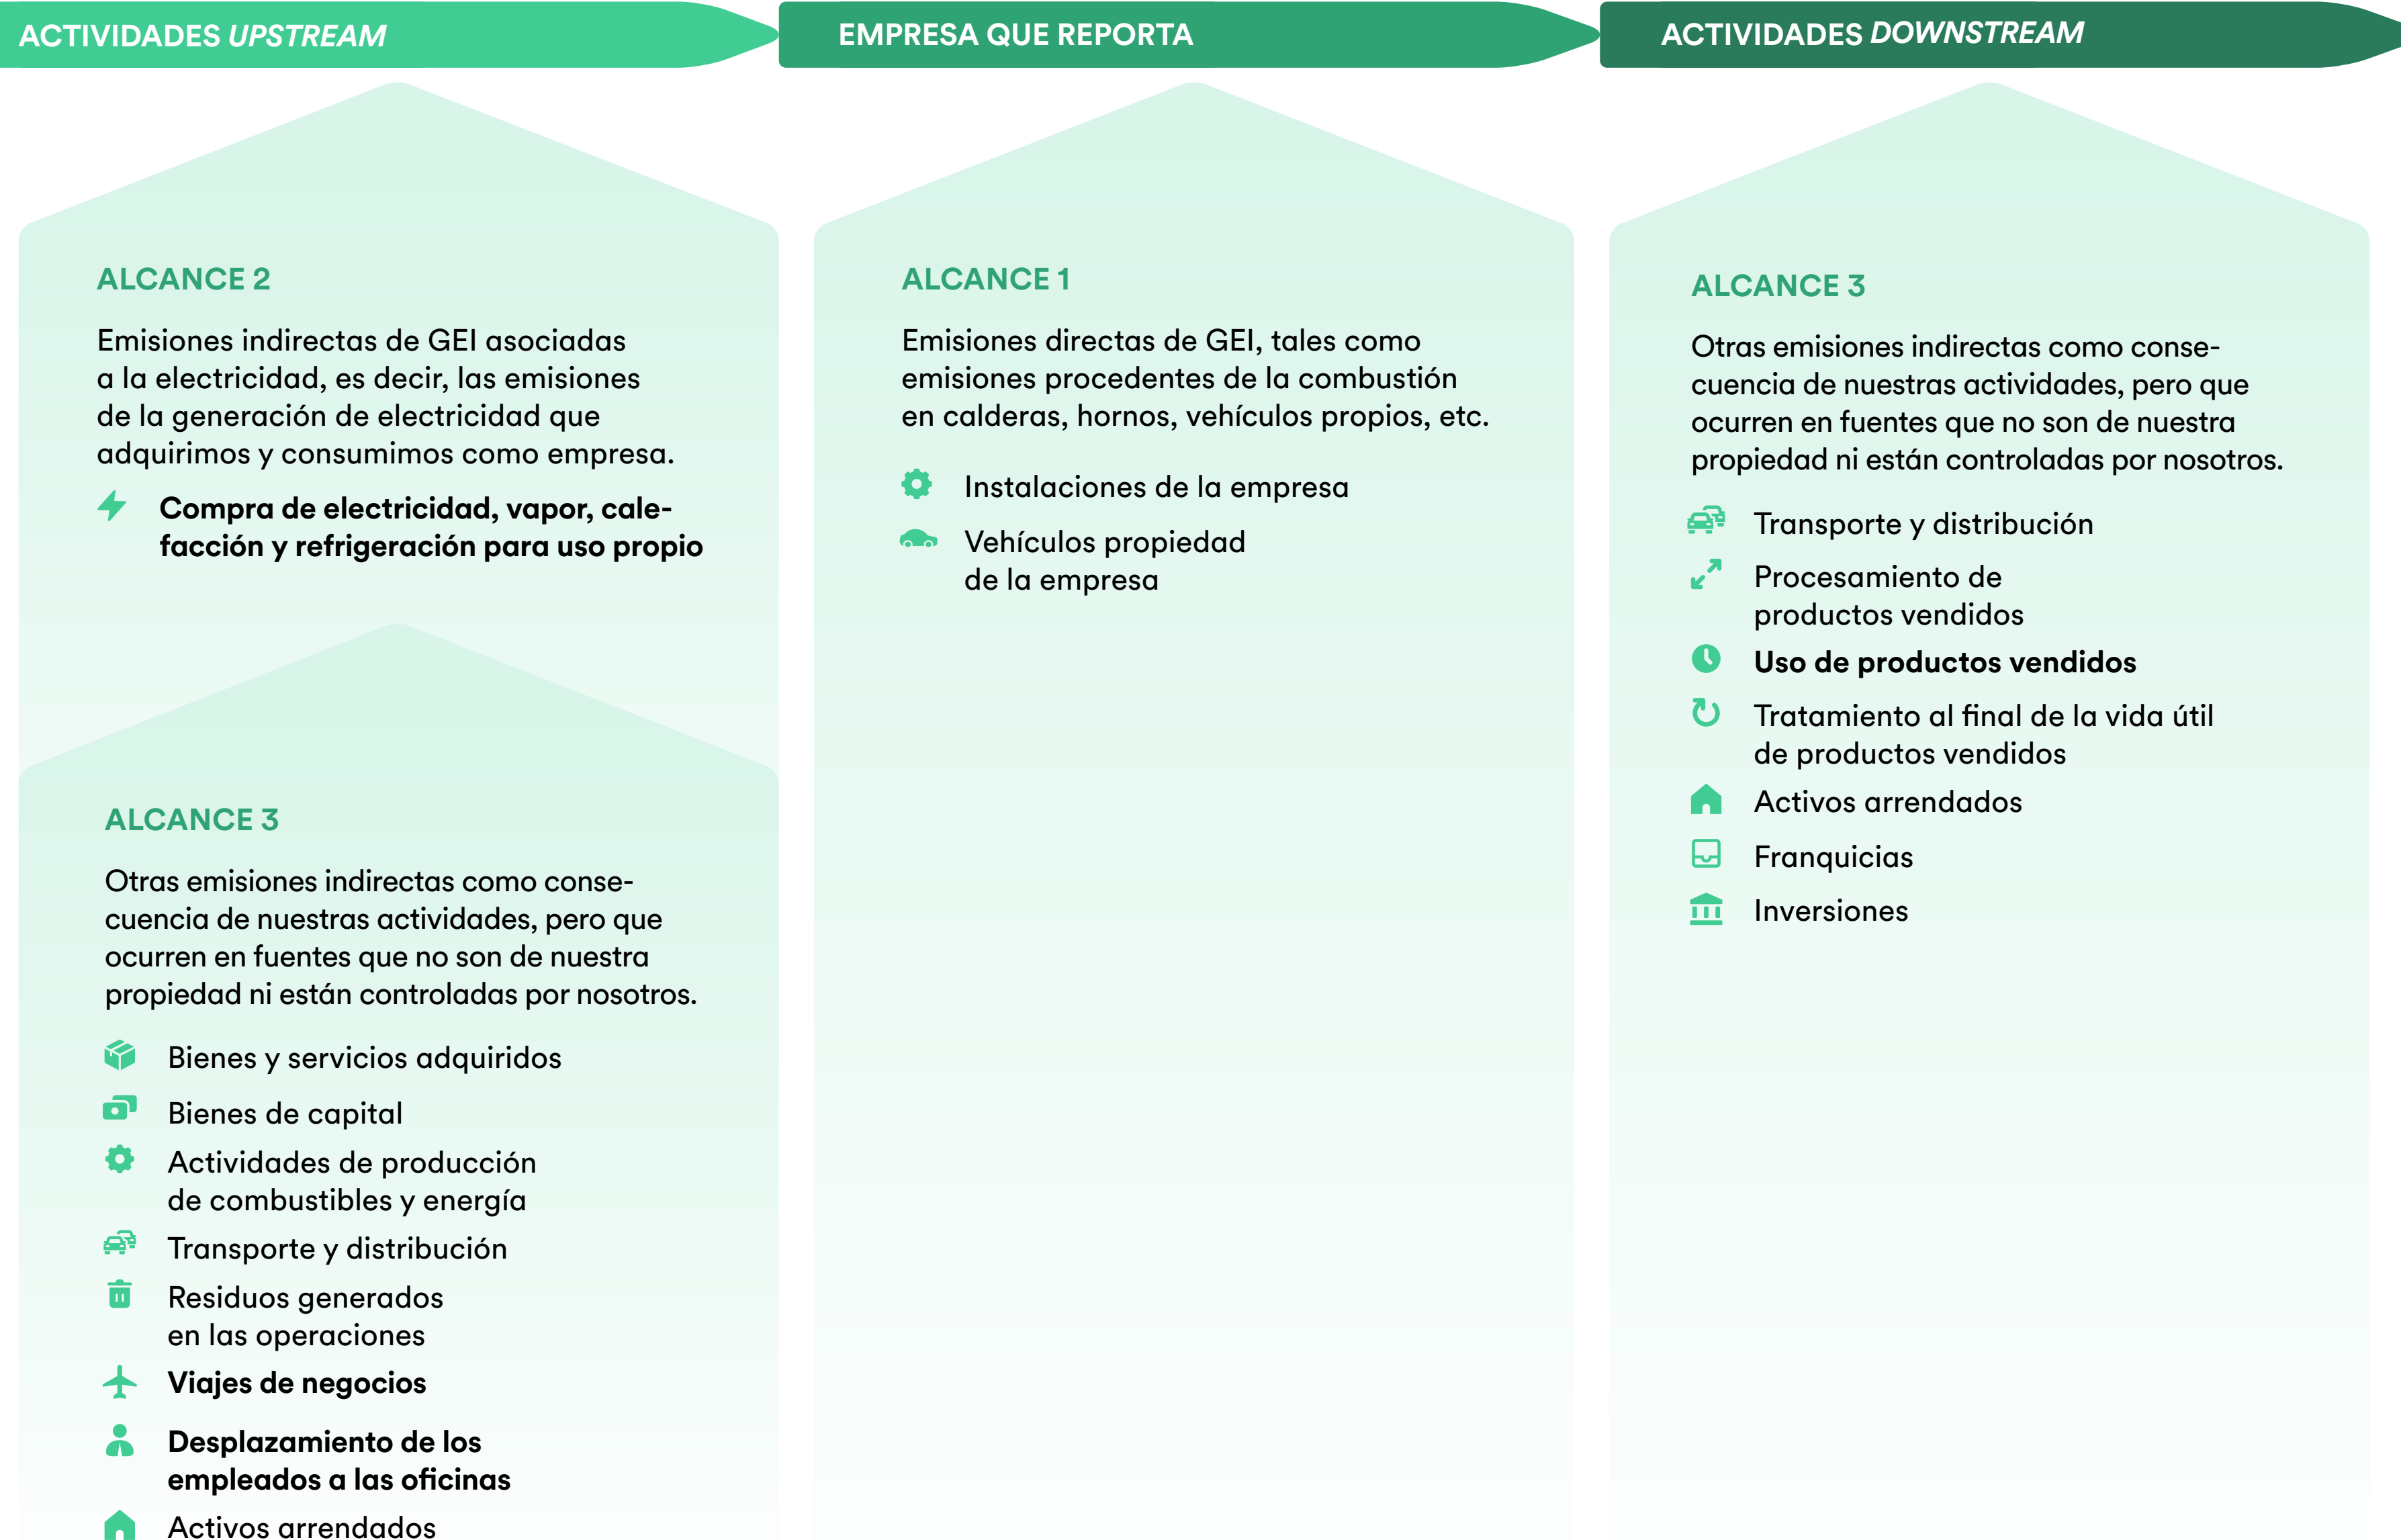 ACTIVIDADES UPSTREAM
EMPRESA QUE REPORTA
ACTIVIDADES DOWNSTREAM
ALCANCE 2
Emisiones indirectas de GEI asociadas
a la electricidad, es decir, las emisiones
de la generación de electricidad que
adquirimos y consumimos como empresa.
Compra de electricidad, vapor, cale-
facción y refrigeración para uso propio
ALCANCE 3
Otras emisiones indirectas como conse-
cuencia de nuestras actividades, pero que
ocurren en fuentes que no son de nuestra
propiedad ni están controladas por nosotros.
Bienes y servicios adquiridos
Bienes de capital
Actividades de producción
de combustibles y energía
Transporte y distribución
Residuos generados
en las operaciones
Viajes de negocios
Desplazamiento de los
empleados a las oficinas
Activos arrendados
ALCANCE 1
Emisiones directas de GEI, tales como
emisiones procedentes de la combustión
en calderas, hornos, vehículos propios, etc.
Instalaciones de la empresa
Vehículos propiedad
de la empresa
ALCANCE 3
Otras emisiones indirectas como conse-
cuencia de nuestras actividades, pero que
ocurren en fuentes que no son de nuestra
propiedad ni están controladas por nosotros.
Transporte y distribución
Procesamiento de
productos vendidos
Uso de productos vendidos
Tratamiento al final de la vida útil
de productos vendidos
Activos arrendados
Franquicias
Inversiones